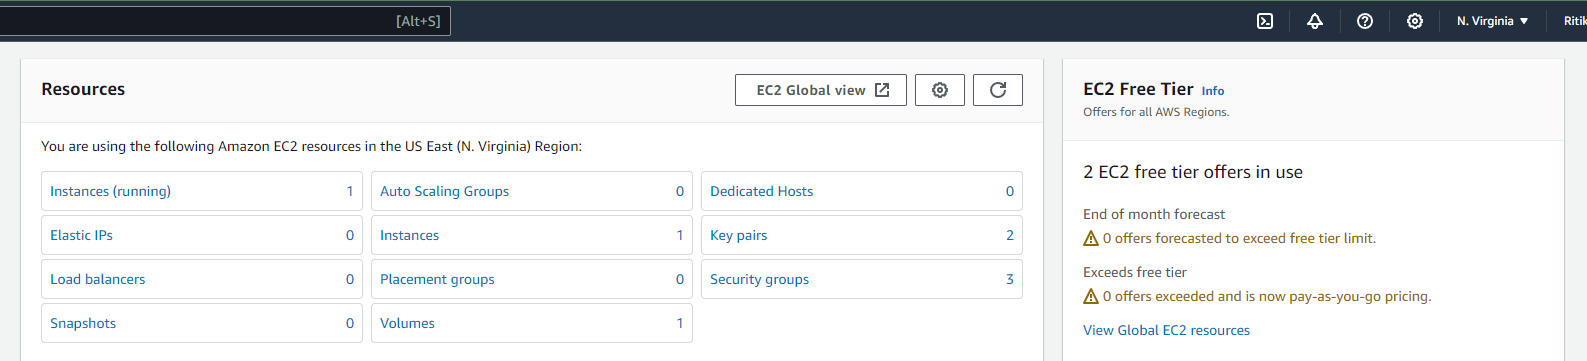 [Alt+S]
N. Virginia
Ritik
Resources
EC2 Global view
You are using the following Amazon EC2 resources in the US East (N. Virginia) Region:
Instances (running) 1
Auto Scaling Groups 0
Dedicated Hosts 0
Elastic IPs 0
Instances 1
Key pairs 2
Load balancers 0
Placement groups 0
Security groups 3
Snapshots 0
Volumes 1
EC2 Free Tier Info
Offers for all AWS Regions.
2 EC2 free tier offers in use
End of month forecast
0 offers forecasted to exceed free tier limit.
Exceeds free tier
0 offers exceeded and is now pay-as-you-go pricing.
View Global EC2 resources